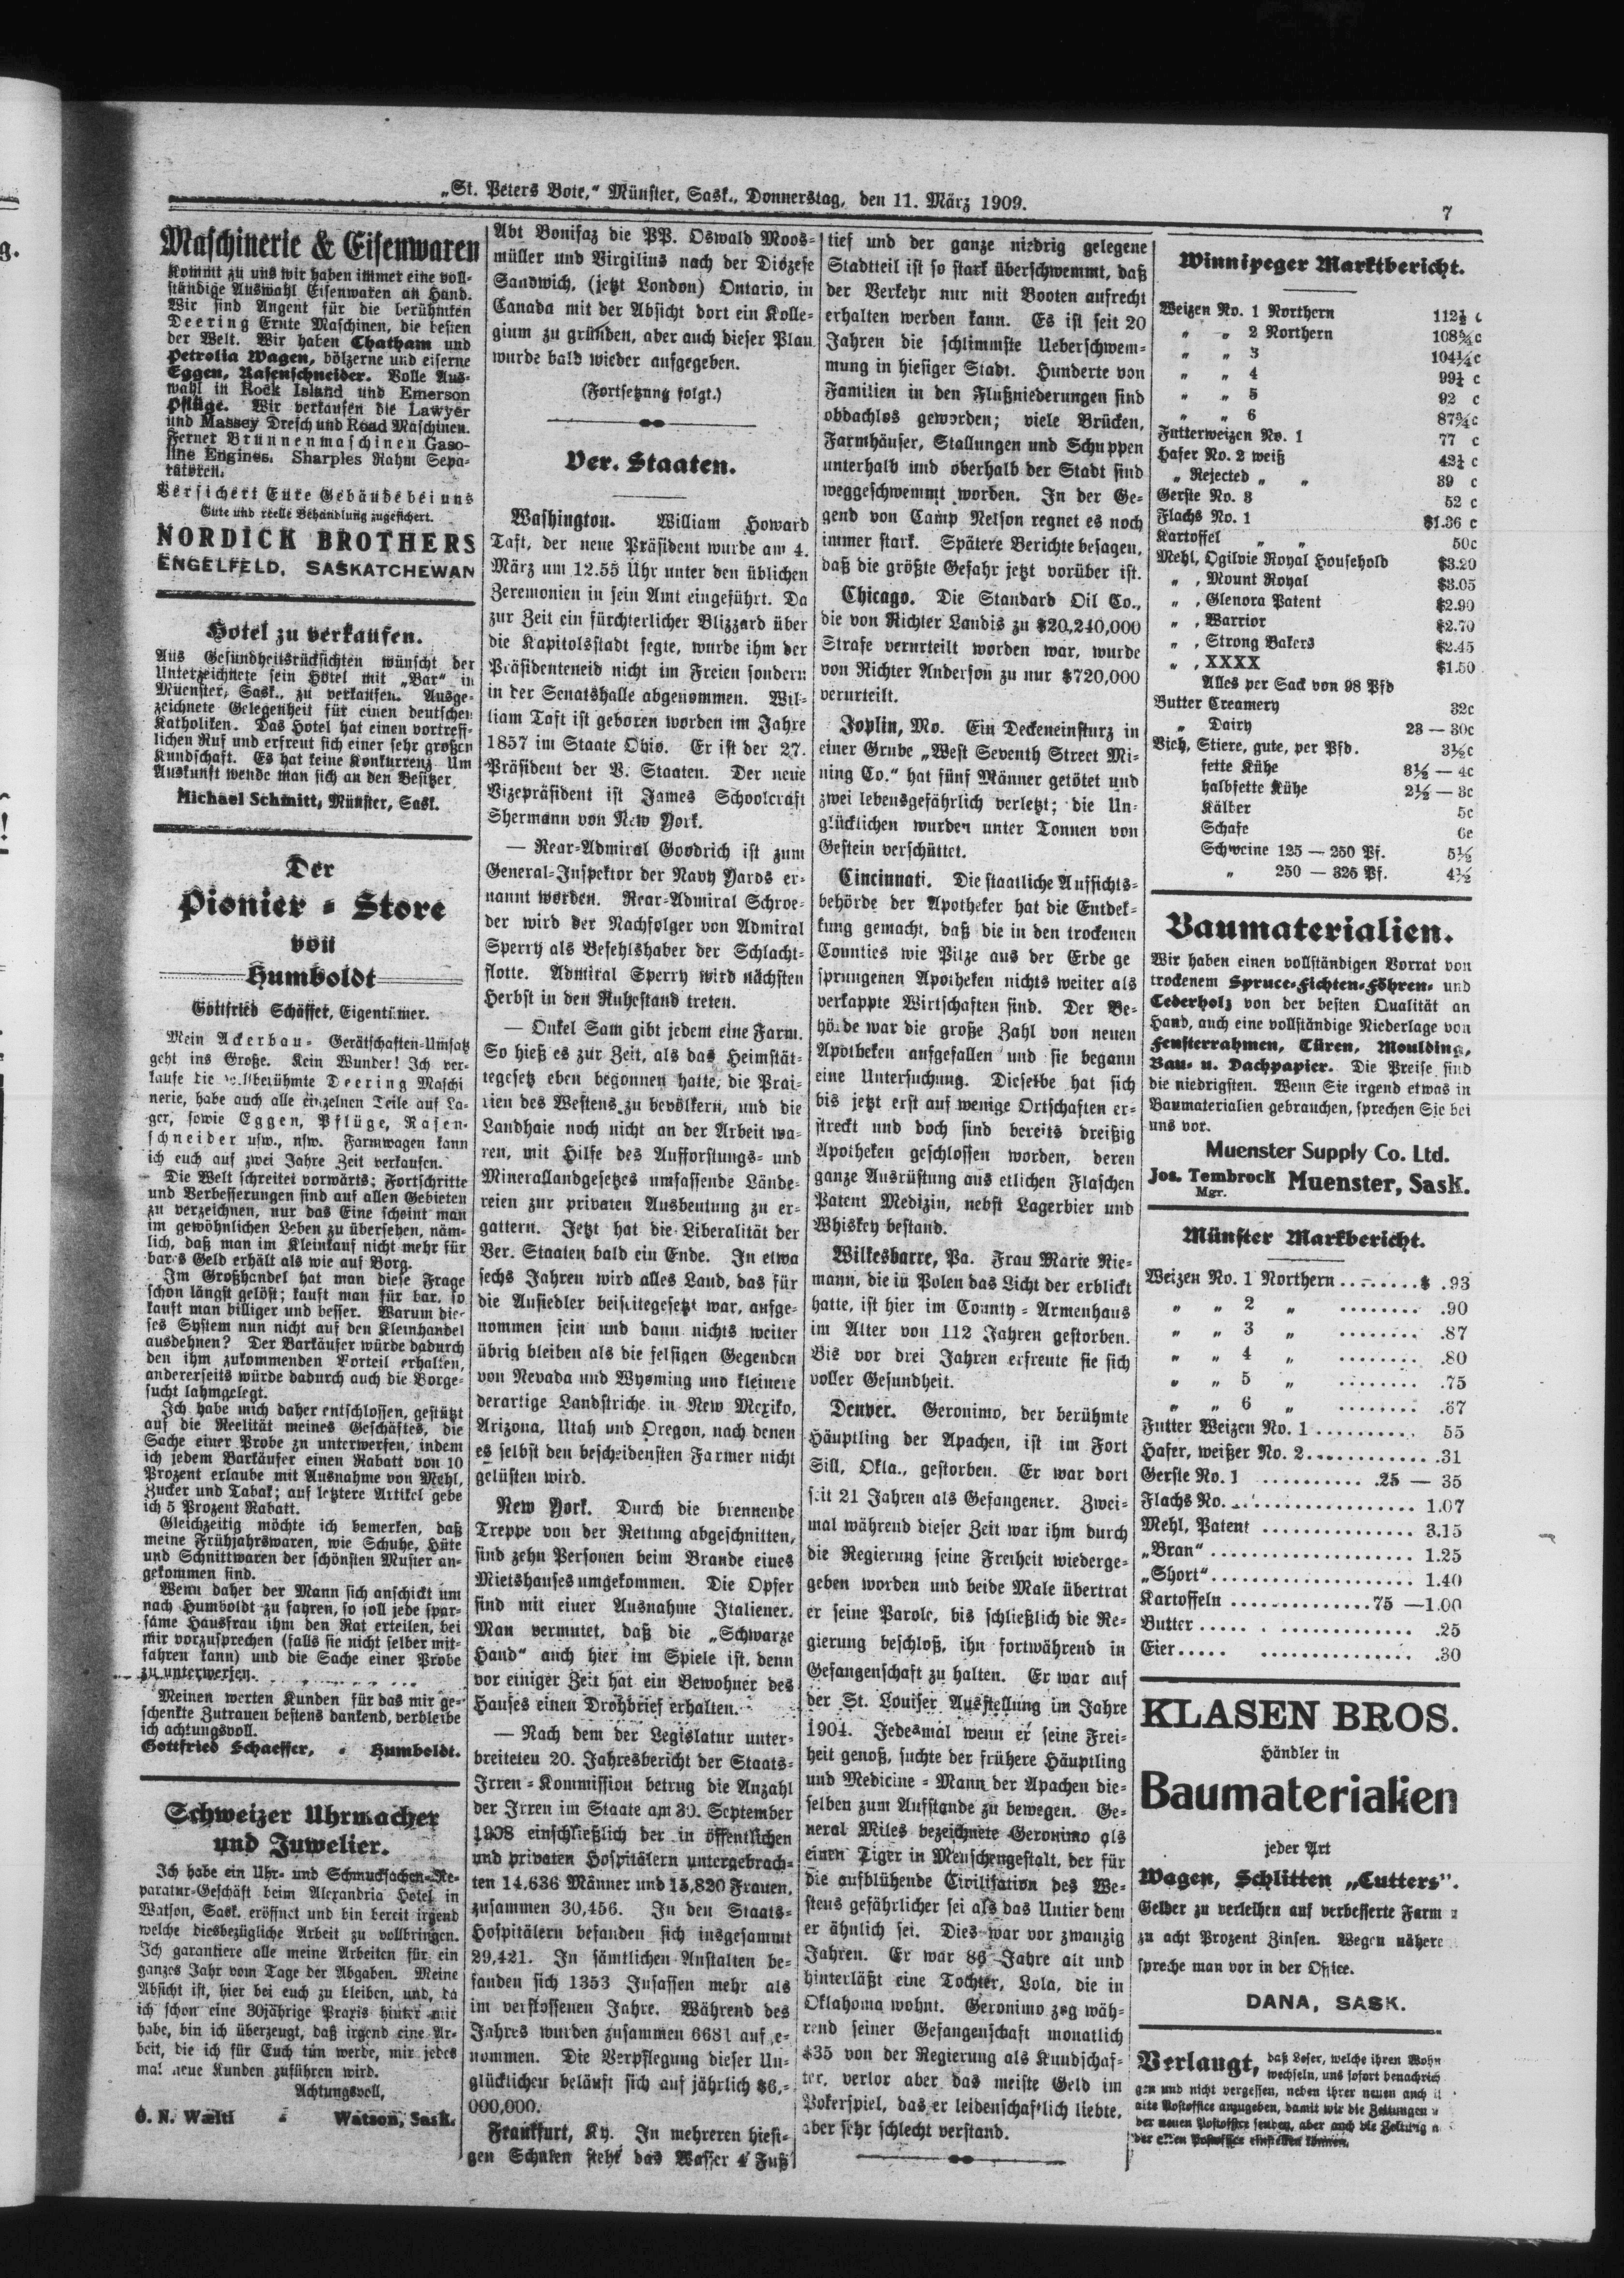 „St. Peters Bote,“ Münster, Sask., Donnerstag, den 11. März 1909.
7
Maschinerie & Eisenwaren
Kommt zu uns wir haben immer eine voll-
ständige Auswahl Eisenwaren an Hand.
Wir sind Angent für die berühmten
Deering Ernte Maschinen, die besten
der Welt. Wir haben Chatham und
Petrolia Wagen, hölzerne und eiserne
Eggen, Rasenschneider. Volle Aus-
wahl in Rock Island und Emerson
Pflüge. Wir verkaufen die Lawyer
und Massey Dresch und Road Maschinen.
Ferner Brunnenmaschinen Gaso-
line Engines. Sharples Rahm Sepa-
ratoren.
Versichert Eure Gebäude bei uns
Gute und reelle Behandlung zugesichert.
NORDICK BROTHERS
ENGELFELD, SASKATCHEWAN
Hotel zu verkaufen.
Aus Gesundheitsrücksichten wünscht der
Unterzeichnete sein Hotel mit „Bar“ in
Muenster, Sask., zu verkaufen. Ausge-
zeichnete Gelegenheit für einen deutschen
Katholiken. Das Hotel hat einen vortreff-
lichen Ruf und erfreut sich einer sehr großen
Kundschaft. Es hat keine Konkurrenz. Um
Auskunft wende man sich an den Besitzer
Michael Schmitt, Münster, Sask.
Der
Pionier - Store
von
Humboldt
Gottfried Schäffer, Eigentümer.
Mein Ackerbau- Gerätschaften-Umsatz
geht ins Große. Kein Wunder! Ich ver-
kaufe die weltberühmte Deering Maschi
nerie, habe auch alle einzelnen Teile auf La-
ger, sowie Eggen, Pflüge, Rasen-
schneider usw., usw. Farmwagen kann
ich euch auf zwei Jahre Zeit verkaufen.
Die Welt schreitet vorwärts; Fortschritte
und Verbesserungen sind auf allen Gebieten
zu verzeichnen, nur das Eine scheint man
im gewöhnlichen Leben zu übersehen, näm-
lich, daß man im Kleinkauf nicht mehr für
bares Geld erhält als wie auf Borg.
Im Großhandel hat man diese Frage
schon längst gelöst; kauft man für bar, so
kauft man billiger und besser. Warum die-
ses System nun nicht auf den Kleinhandel
ausdehnen? Der Barkäufer würde dadurch
den ihm zukommenden Vorteil erhalten,
andererseits würde dadurch auch die Borge-
sucht lahmgelegt.
Ich habe mich daher entschlossen, gestützt
auf die Reelität meines Geschäftes, die
Sache einer Probe zu unterwerfen, indem
ich jedem Barkäufer einen Rabatt von 10
Prozent erlaube mit Ausnahme von Mehl,
Zucker und Tabak; auf letztere Artikel gebe
ich 5 Prozent Rabatt.
Gleichzeitig möchte ich bemerken, daß
meine Frühjahrswaren, wie Schuhe, Hüte
und Schnittwaren der schönsten Muster an-
gekommen sind.
Wenn daher der Mann sich anschickt um
nach Humboldt zu fahren, so soll jede spar-
same Hausfrau ihm den Rat erteilen, bei
mir vorzusprechen (falls sie nicht selber mit-
fahren kann) und die Sache einer Probe
zu unterwerfen.
Meinen werten Kunden für das mir ge-
schenkte Zutrauen bestens dankend, verbleibe
ich achtungsvoll.
Gottfried Schaeffer, - Humboldt.
Schweizer Uhrmacher
und Juwelier.
Ich habe ein Uhr- und Schmucksachen-Re-
paratur-Geschäft beim Alexandria Hotel in
Watson, Sask. eröffnet und bin bereit irgend
welche diesbezügliche Arbeit zu vollbringen.
Ich garantiere alle meine Arbeiten für ein
ganzes Jahr vom Tage der Abgaben. Meine
Absicht ist, hier bei euch zu bleiben, und, da
ich schon eine 30jährige Praxis hinter mir
habe, bin ich überzeugt, daß irgend eine Ar-
beit, die ich für Euch tun werde, mir jedes
mal neue Kunden zuführen wird.
Achtungsvoll,
O. N. Wälti - Watson, Sask.
Abt Bonifaz die PP. Oswald Moos-
müller und Virgilius nach der Diözese
Sandwich, (jetzt London) Ontario, in
Canada mit der Absicht dort ein Kolle-
gium zu gründen, aber auch dieser Plan
wurde bald wieder aufgegeben.
(Fortsetzung folgt.)
Ver. Staaten.
Washington. William Howard
Taft, der neue Präsident wurde am 4.
März um 12.55 Uhr unter den üblichen
Zeremonien in sein Amt eingeführt. Da
zur Zeit ein fürchterlicher Blizzard über
die Kapitolsstadt fegte, wurde ihm der
Präsidenteneid nicht im Freien sondern
in der Senatshalle abgenommen. Wil-
liam Taft ist geboren worden im Jahre
1857 im Staate Ohio. Er ist der 27.
Präsident der V. Staaten. Der neue
Vizepräsident ist James Schoolcraft
Shermann von New York.
— Rear-Admiral Goodrich ist zum
General-Inspektor der Navy Yards er-
nannt worden. Rear-Admiral Schroe-
der wird der Nachfolger von Admiral
Sperry als Befehlshaber der Schlacht-
flotte. Admiral Sperry wird nächsten
Herbst in den Ruhestand treten.
— Onkel Sam gibt jedem eine Farm.
So hieß es zur Zeit, als das Heimstät-
tegesetz eben begonnen hatte, die Prai-
rien des Westens zu bevölkern, und die
Landhaie noch nicht an der Arbeit wa-
ren, mit Hilfe des Aufforstungs- und
Minerallandgesetzes umfassende Lände-
reien zur privaten Ausbeutung zu er-
gattern. Jetzt hat die Liberalität der
Ver. Staaten bald ein Ende. In etwa
sechs Jahren wird alles Land, das für
die Ansiedler beiseitegesetzt war, aufge-
nommen sein und dann nichts weiter
übrig bleiben als die felsigen Gegenden
von Nevada und Wyoming und kleinere
derartige Landstriche in New Mexiko,
Arizona, Utah und Oregon, nach denen
es selbst den bescheidensten Farmer nicht
gelüsten wird.
New York. Durch die brennende
Treppe von der Rettung abgeschnitten,
sind zehn Personen beim Brande eines
Mietshauses umgekommen. Die Opfer
sind mit einer Ausnahme Italiener.
Man vermutet, daß die „Schwarze
Hand“ auch hier im Spiele ist, denn
vor einiger Zeit hat ein Bewohner des
Hauses einen Drohbrief erhalten.
— Nach dem der Legislatur unter-
breiteten 20. Jahresbericht der Staats-
Irren-Kommission betrug die Anzahl
der Irren im Staate am 30. September
1908 einschließlich der in öffentlichen
und privaten Hospitälern untergebrach-
ten 14,636 Männer und 15,820 Frauen,
zusammen 30,456. In den Staats-
Hospitälern befanden sich insgesammt
29,421. In sämtlichen Anstalten be-
fanden sich 1353 Insassen mehr als
im verflossenen Jahre. Während des
Jahres wurden zusammen 6681 aufge-
nommen. Die Verpflegung dieser Un-
glücklichen beläuft sich auf jährlich $6,-
000,000.
Frankfurt, Ky. In mehreren hiesi-
gen Schulen steht das Wasser 4 Fuß
tief und der ganze niedrig gelegene
Stadtteil ist so stark überschwemmt, daß
der Verkehr nur mit Booten aufrecht
erhalten werden kann. Es ist seit 20
Jahren die schlimmste Ueberschwem-
mung in hiesiger Stadt. Hunderte von
Familien in den Flußniederungen sind
obdachlos geworden; viele Brücken,
Farmhäuser, Stallungen und Schuppen
unterhalb und oberhalb der Stadt sind
weggeschwemmt worden. In der Ge-
gend von Camp Nelson regnet es noch
immer stark. Spätere Berichte besagen,
daß die größte Gefahr jetzt vorüber ist.
Chicago. Die Standard Oil Co.,
die von Richter Landis zu $20,240,000
Strafe verurteilt worden war, wurde
von Richter Anderson zu nur $720,000
verurteilt.
Joplin, Mo. Ein Deckeneinsturz in
einer Grube „West Seventh Street Mi-
ning Co.“ hat fünf Männer getötet und
zwei lebensgefährlich verletzt; die Un-
glücklichen wurden unter Tonnen von
Gestein verschüttet.
Cincinnati. Die staatliche Aufsichts-
behörde der Apotheker hat die Entdek-
kung gemacht, daß die in den trockenen
Counties wie Pilze aus der Erde ge
sprungenen Apotheken nichts weiter als
verkappte Wirtschaften sind. Der Be-
hörde war die große Zahl von neuen
Apotheken aufgefallen und sie begann
eine Untersuchung. Dieselbe hat sich
bis jetzt erst auf wenige Ortschaften er-
streckt und doch sind bereits dreißig
Apotheken geschlossen worden, deren
ganze Ausrüstung aus etlichen Flaschen
Patent Medizin, nebst Lagerbier und
Whiskey bestand.
Wilkesbarre, Pa. Frau Marie Nie-
mann, die in Polen das Licht der erblickt
hatte, ist hier im County-Armenhaus
im Alter von 112 Jahren gestorben.
Bis vor drei Jahren erfreute sie sich
voller Gesundheit.
Denver. Geronimo, der berühmte
Häuptling der Apachen, ist im Fort
Sill, Okla., gestorben. Er war dort
seit 21 Jahren als Gefangener. Zwei-
mal während dieser Zeit war ihm durch
die Regierung seine Freiheit wiederge-
geben worden und beide Male übertrat
er seine Parole, bis schließlich die Re-
gierung beschloß, ihn fortwährend in
Gefangenschaft zu halten. Er war auf
der St. Louiser Ausstellung im Jahre
1904. Jedesmal wenn er seine Frei-
heit genoß, suchte der frühere Häuptling
und Medicine-Mann der Apachen die-
selben zum Aufstande zu bewegen. Ge-
neral Miles bezeichnete Geronimo als
einen Tiger in Menschengestalt, der für
die aufblühende Civilisation des We-
stens gefährlicher sei als das Untier dem
er ähnlich sei. Dies war vor zwanzig
Jahren. Er war 86 Jahre alt und
hinterläßt eine Tochter, Lola, die in
Oklahoma wohnt. Geronimo zog wäh-
rend seiner Gefangenschaft monatlich
$35 von der Regierung als Kundschaf-
ter, verlor aber das meiste Geld im
Pokerspiel, das er leidenschaftlich liebte,
aber sehr schlecht verstand.
Winnipeger Marktbericht.
Weizen No. 1 Northern 112½ c
„ „ 2 Northern 108¾c
„ „ 3 104¼c
„ „ 4 99½ c
„ „ 5 92 c
„ „ 6 87¾c
Futterweizen No. 1 77 c
Hafer No. 2 weiß 42½ c
„ Rejected „ „ 39 c
Gerste No. 3 52 c
Flachs No. 1 $1.36 c
Kartoffel „ „ 50c
Mehl, Ogilvie Royal Household $3.20
„ , Mount Royal $3.05
„ , Glenora Patent $2.90
„ , Warrior $2.70
„ , Strong Bakers $2.45
„ , XXXX $1.50
Alles per Sack von 98 Pfd
Butter Creamery 32c
„ Dairy 23 — 30c
Vieh, Stiere, gute, per Pfd. 3½c
fette Kühe 3½ — 4c
halbfette Kühe 2½ — 3c
Kälber 5c
Schafe 6c
Schweine 125 — 250 Pf. 5½
„ 250 — 325 Pf. 4½
Baumaterialien.
Wir haben einen vollständigen Vorrat von
trockenem Spruce-Fichten-Föhren- und
Cederholz von der besten Qualität an
Hand, auch eine vollständige Niederlage von
Fensterrahmen, Türen, Moulding,
Bau- u. Dachpapier. Die Preise sind
die niedrigsten. Wenn Sie irgend etwas in
Baumaterialien gebrauchen, sprechen Sie bei
uns vor.
Muenster Supply Co. Ltd.
Jos. Tembrock Muenster, Sask.
Mgr.
Münster Markbericht.
Weizen No. 1 Northern ........$ .93
„ „ 2 „ ........ .90
„ „ 3 „ ........ .87
„ „ 4 „ ........ .80
„ „ 5 „ ........ .75
„ „ 6 „ ........ .67
Futter Weizen No. 1 .......... 55
Hafer, weißer No. 2............ .31
Gerste No. 1 .......... .25 — 35
Flachs No. ................. 1.07
Mehl, Patent ............... 3.15
„Bran“ .................... 1.25
„Short“.................... 1.40
Kartoffeln ..............75 —1.00
Butter ..... . ............. .25
Eier..... ............... .30
KLASEN BROS.
Händler in
Baumaterialien
jeder Art
Wagen, Schlitten „Cutters“.
Gelder zu verleihen auf verbesserte Farm
zu acht Prozent Zinsen. Wegen nähere
spreche man vor in der Office.
DANA, SASK.
Verlangt, daß Leser, welche ihren Wohn
wechseln, uns sofort benachrich
gen und nicht vergessen, neben ihrer neuen auch
alte Postoffice anzugeben, damit wir die Zeitungen
der neuen Postoffice senden, aber auch die Zeitung
der alten Postoffice einstellen können.